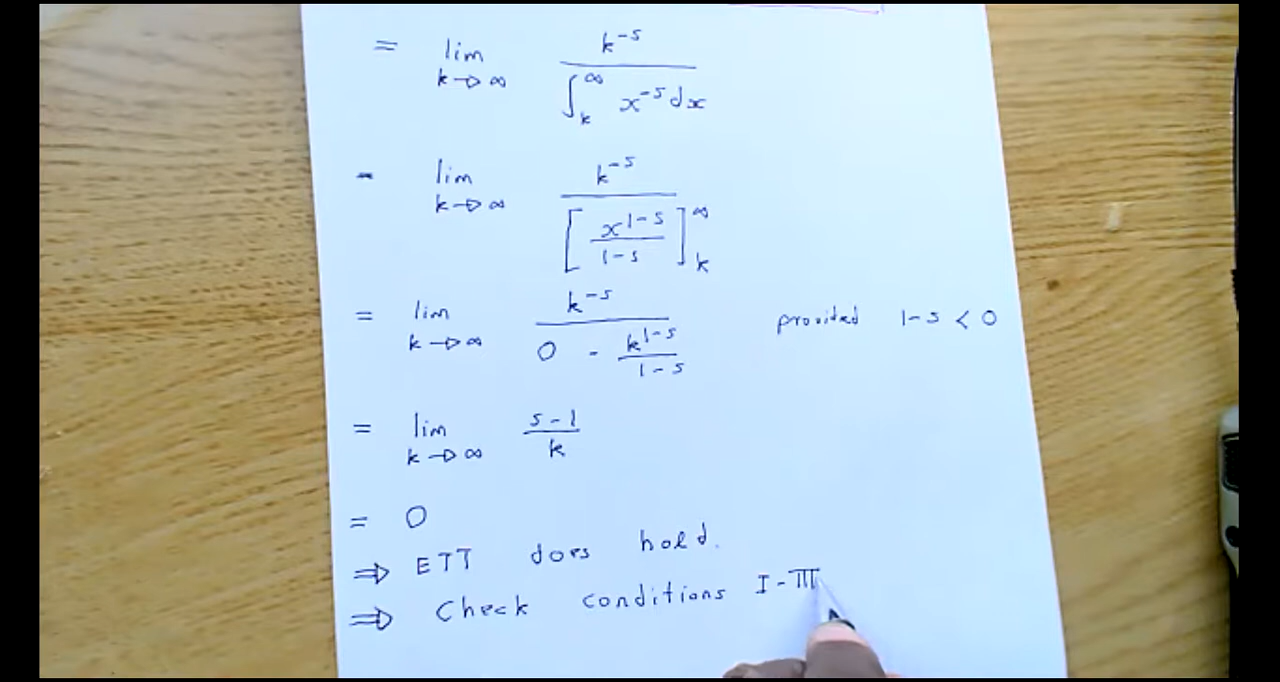 = lim k→∞ k^-s / ∫_k^∞ x^-s dx
- lim k→∞ k^-s / [ x^1-s / 1-s ]_k^∞
= lim k→∞ k^-s / 0 - k^1-s / 1-s provided 1-s < 0
= lim k→∞ s-1 / k
= 0
⇒ ETT does hold.
⇒ Check conditions I-III